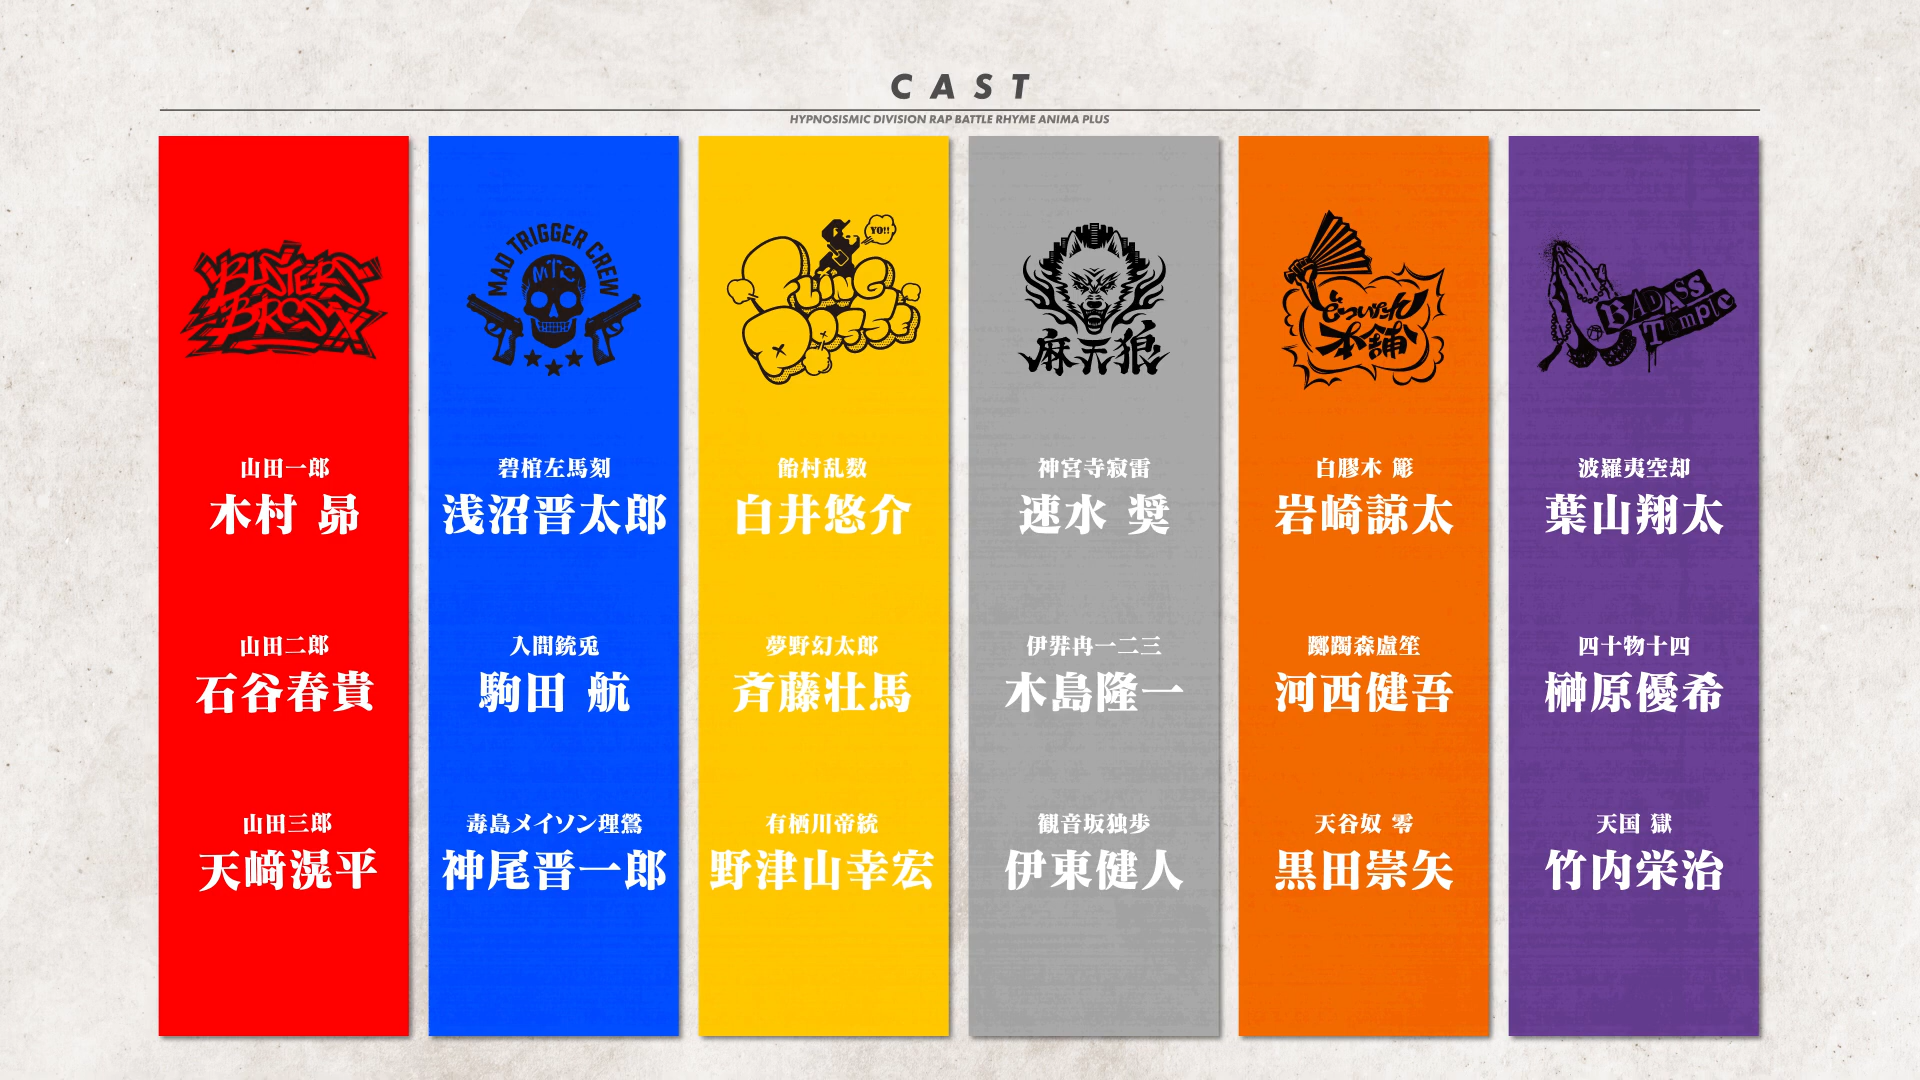 CAST
HYPNOSISMIC DIVISION RAP BATTLE RHYME ANIMA PLUS
BUSTERS
BROS
山田一郎
木村 昴
山田二郎
石谷春貴
山田三郎
天﨑滉平
MAD TRIGGER CREW
MTC
碧棺左馬刻
浅沼晋太郎
入間銃兎
駒田 航
毒島メイソン理鶯
神尾晋一郎
YO!!
FLING
POSSE
飴村乱数
白井悠介
夢野幻太郎
斉藤壮馬
有栖川帝統
野津山幸宏
麻天狼
神宮寺寂雷
速水 奨
伊弉冉一二三
木島隆一
観音坂独歩
伊東健人
どついたれ
本舗
白膠木 簓
岩崎諒太
躑躅森盧笙
河西健吾
天谷奴 零
黒田崇矢
BADASS
Temple
波羅夷空却
葉山翔太
四十物十四
榊原優希
天国 獄
竹内栄治